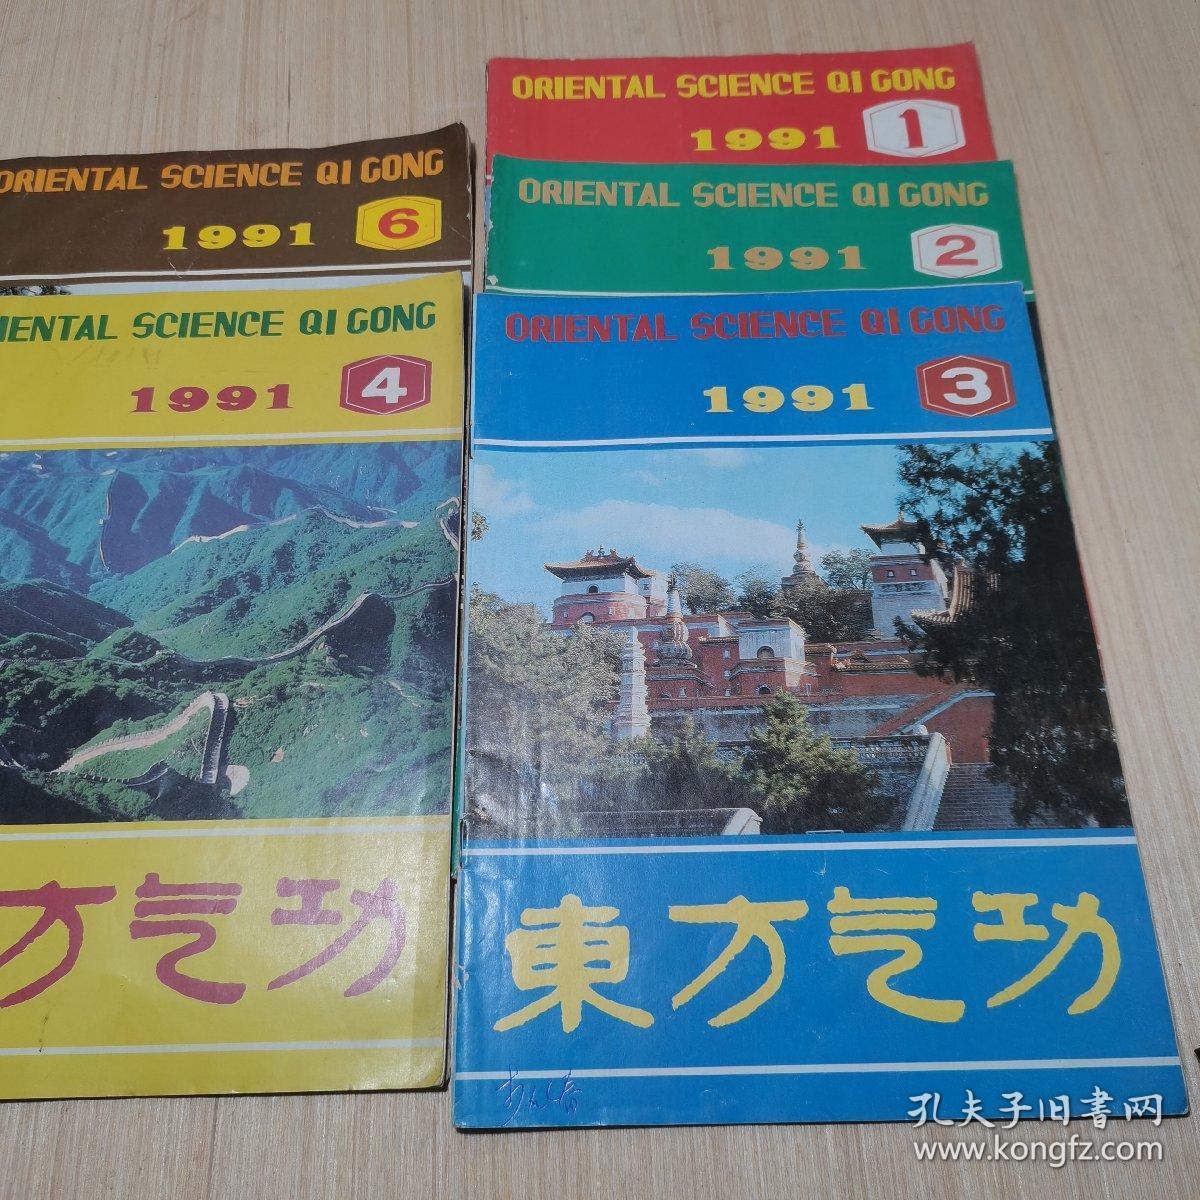 ORIENTAL SCIENCE QI GONG
1991 1
ORIENTAL SCIENCE QI GONG
1991 2
ORIENTAL SCIENCE QI GONG
1991 6
IENTAL SCIENCE QI GONG
1991 4
方气功
ORIENTAL SCIENCE QI GONG
1991 3
東方气功
孔夫子旧書网
www.kongfz.com